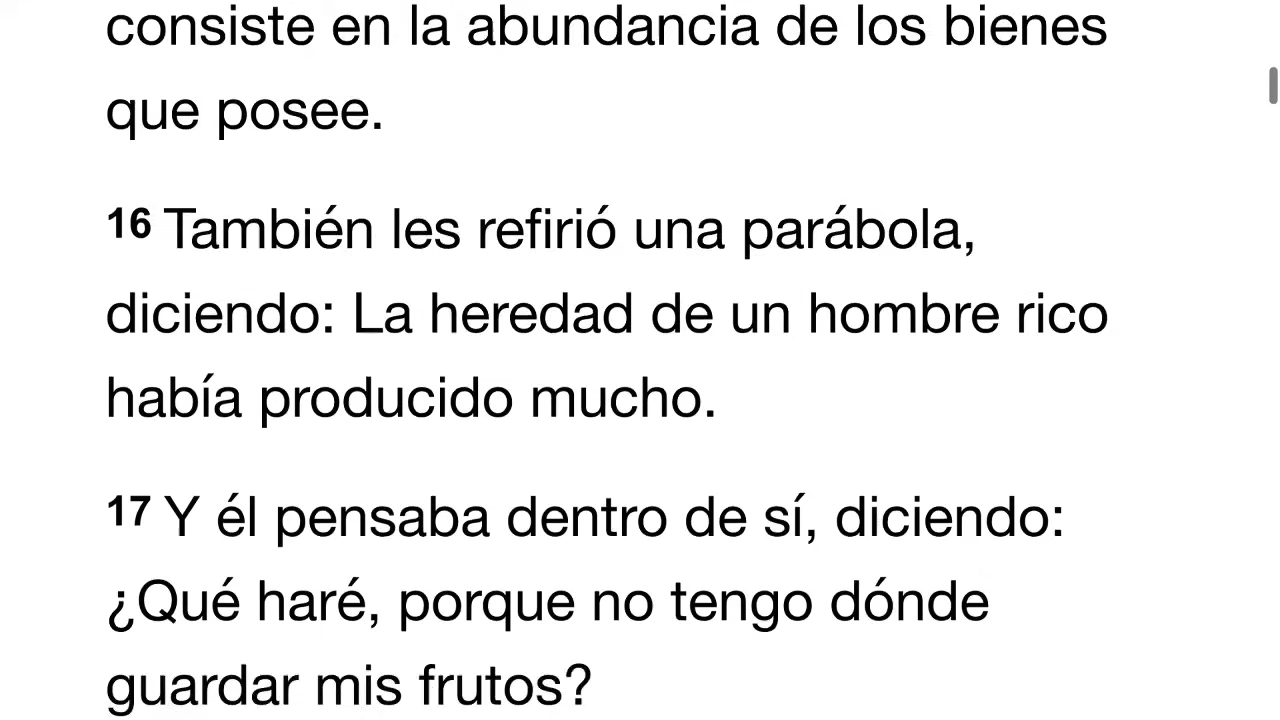 consiste en la abundancia de los bienes
que posee.
16 También les refirió una parábola,
diciendo: La heredad de un hombre rico
había producido mucho.
17 Y él pensaba dentro de sí, diciendo:
¿Qué haré, porque no tengo dónde
guardar mis frutos?